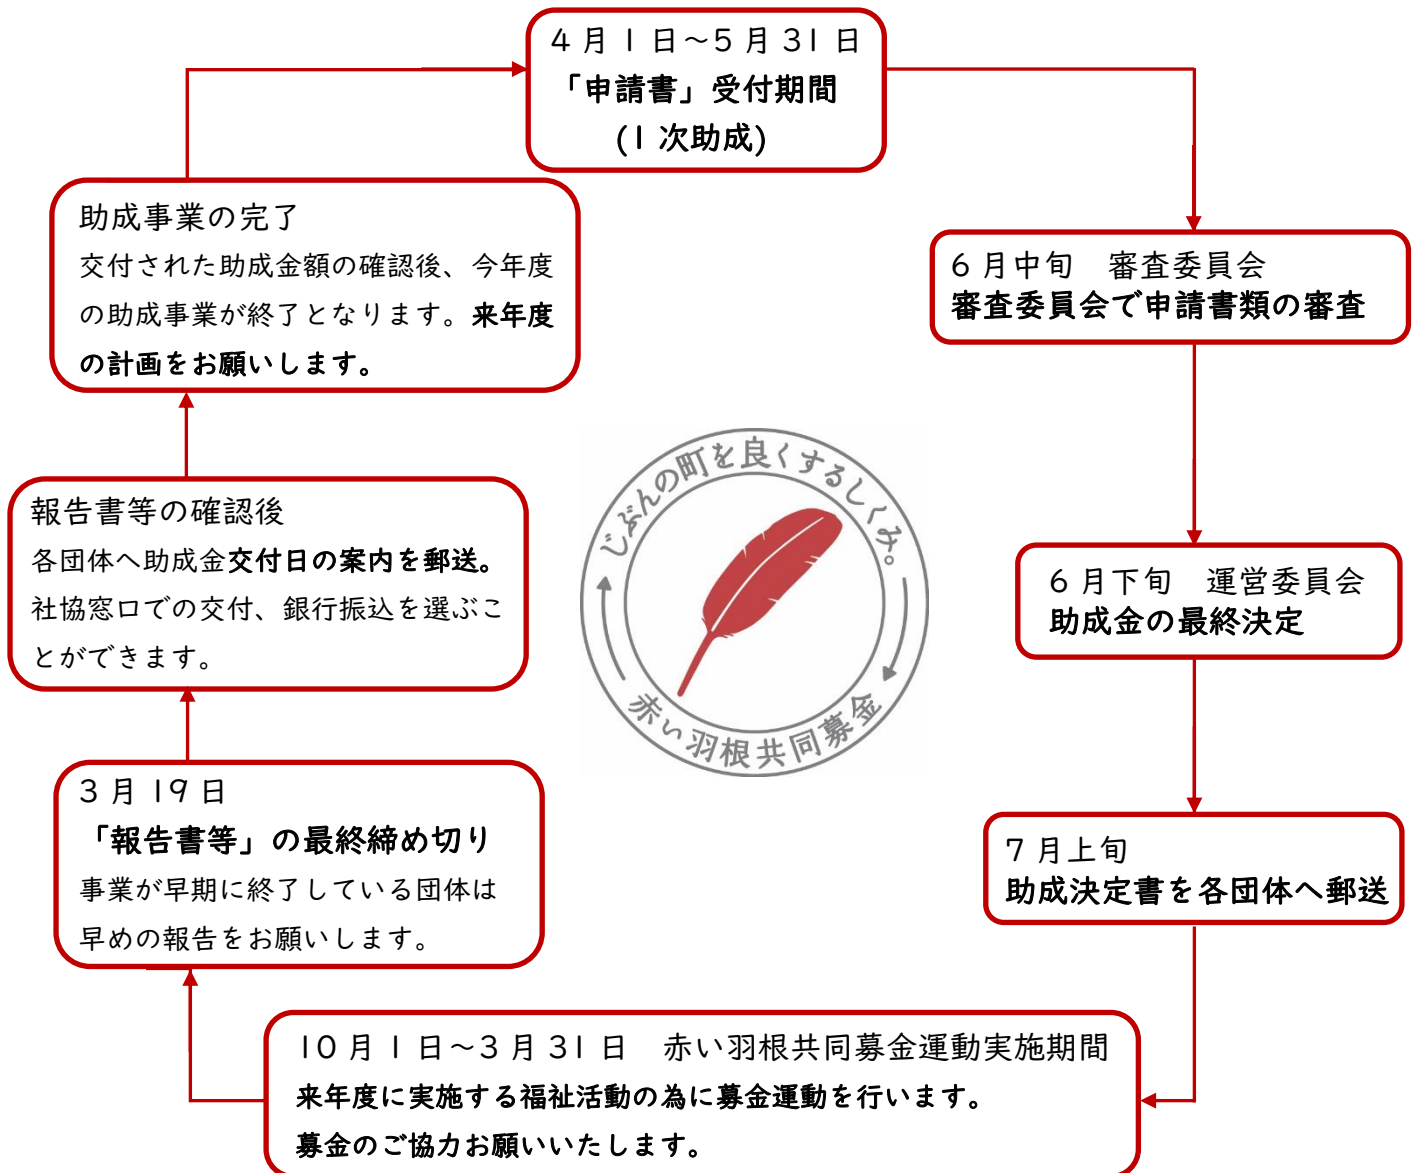 4月1日～5月31日
「申請書」受付期間
(1次助成)
6月中旬　審査委員会
審査委員会で申請書類の審査
6月下旬　運営委員会
助成金の最終決定
7月上旬
助成決定書を各団体へ郵送
10月1日～3月31日　赤い羽根共同募金運動実施期間
来年度に実施する福祉活動の為に募金運動を行います。
募金のご協力お願いいたします。
3月19日
「報告書等」の最終締め切り
事業が早期に終了している団体は
早めの報告をお願いします。
報告書等の確認後
各団体へ助成金交付日の案内を郵送。
社協窓口での交付、銀行振込を選ぶこ
とができます。
助成事業の完了
交付された助成金額の確認後、今年度
の助成事業が終了となります。来年度
の計画をお願いします。
じぶんの町を良くするしくみ。
赤い羽根共同募金